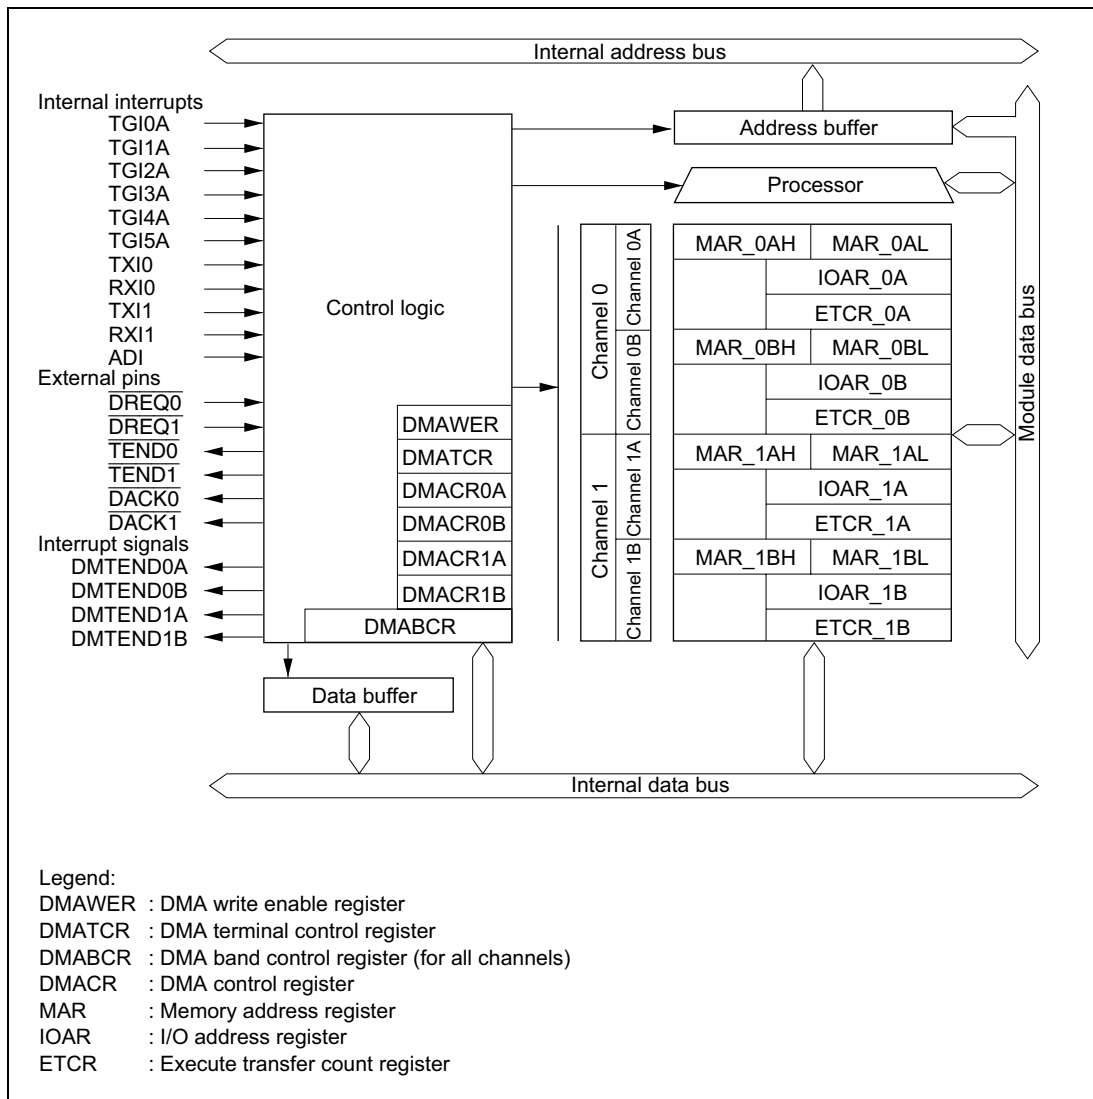 Internal address bus
Internal interrupts
TGI0A
TGI1A
TGI2A
TGI3A
TGI4A
TGI5A
TXI0
RXI0
TXI1
RXI1
ADI
External pins
DREQ0
DREQ1
TEND0
TEND1
DACK0
DACK1
Interrupt signals
DMTEND0A
DMTEND0B
DMTEND1A
DMTEND1B
Control logic
DMAWER
DMATCR
DMACR0A
DMACR0B
DMACR1A
DMACR1B
DMABCR
Data buffer
Address buffer
Processor
Channel 0
Channel 0A
Channel 0B
Channel 1
Channel 1A
Channel 1B
MAR_0AH MAR_0AL
IOAR_0A
ETCR_0A
MAR_0BH MAR_0BL
IOAR_0B
ETCR_0B
MAR_1AH MAR_1AL
IOAR_1A
ETCR_1A
MAR_1BH MAR_1BL
IOAR_1B
ETCR_1B
Module data bus
Internal data bus
Legend:
DMAWER : DMA write enable register
DMATCR : DMA terminal control register
DMABCR : DMA band control register (for all channels)
DMACR : DMA control register
MAR : Memory address register
IOAR : I/O address register
ETCR : Execute transfer count register